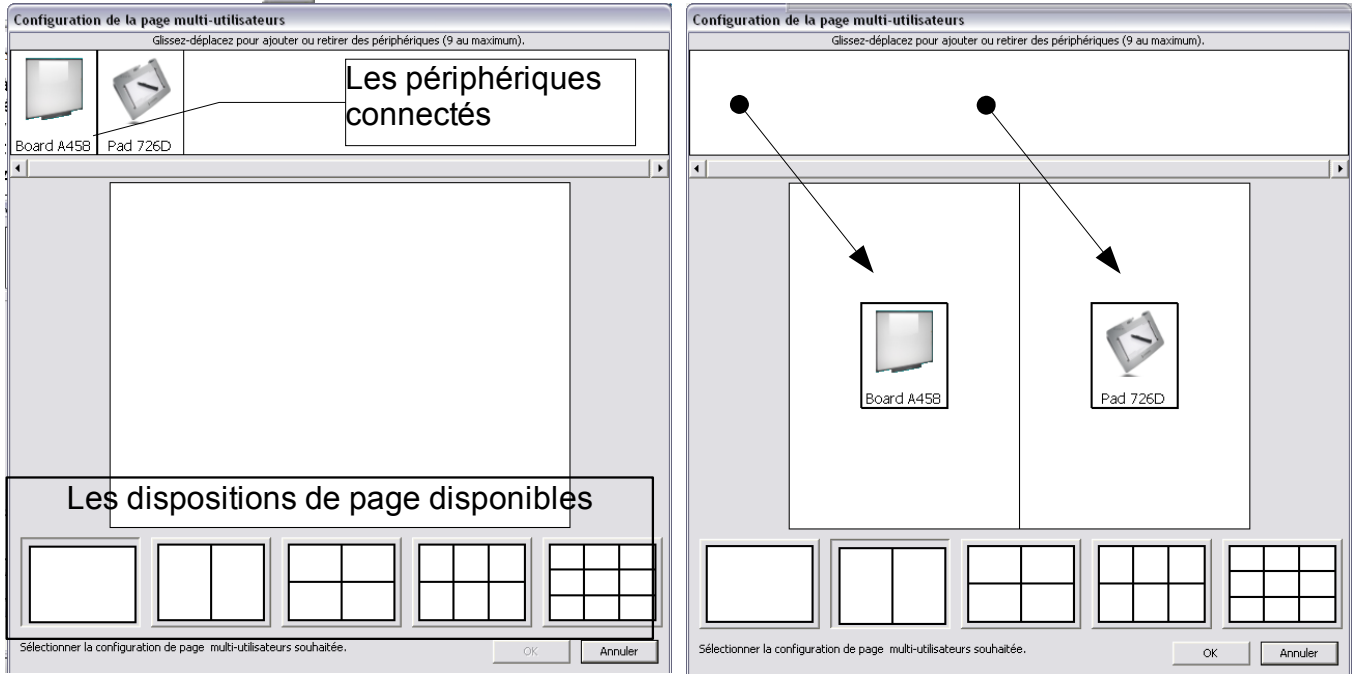 Configuration de la page multi-utilisateurs
Glissez-déplacez pour ajouter ou retirer des périphériques (9 au maximum).
Les périphériques
connectés
Board A458
Pad 726D
Les dispositions de page disponibles
Sélectionner la configuration de page multi-utilisateurs souhaitée.
OK
Annuler
Configuration de la page multi-utilisateurs
Glissez-déplacez pour ajouter ou retirer des périphériques (9 au maximum).
Board A458
Pad 726D
Sélectionner la configuration de page multi-utilisateurs souhaitée.
OK
Annuler